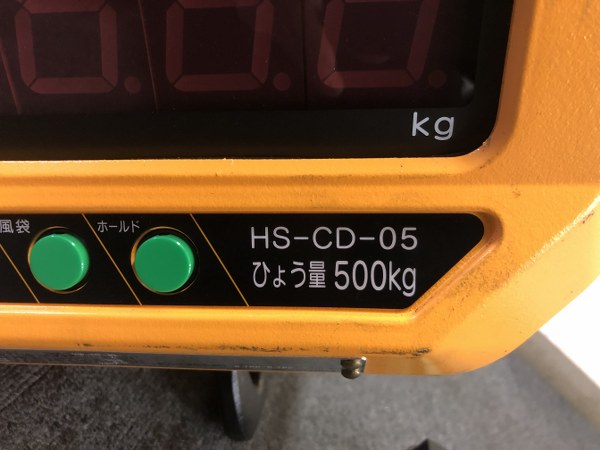 kg
風袋
ホールド
HS-CD-05
ひょう量 500kg